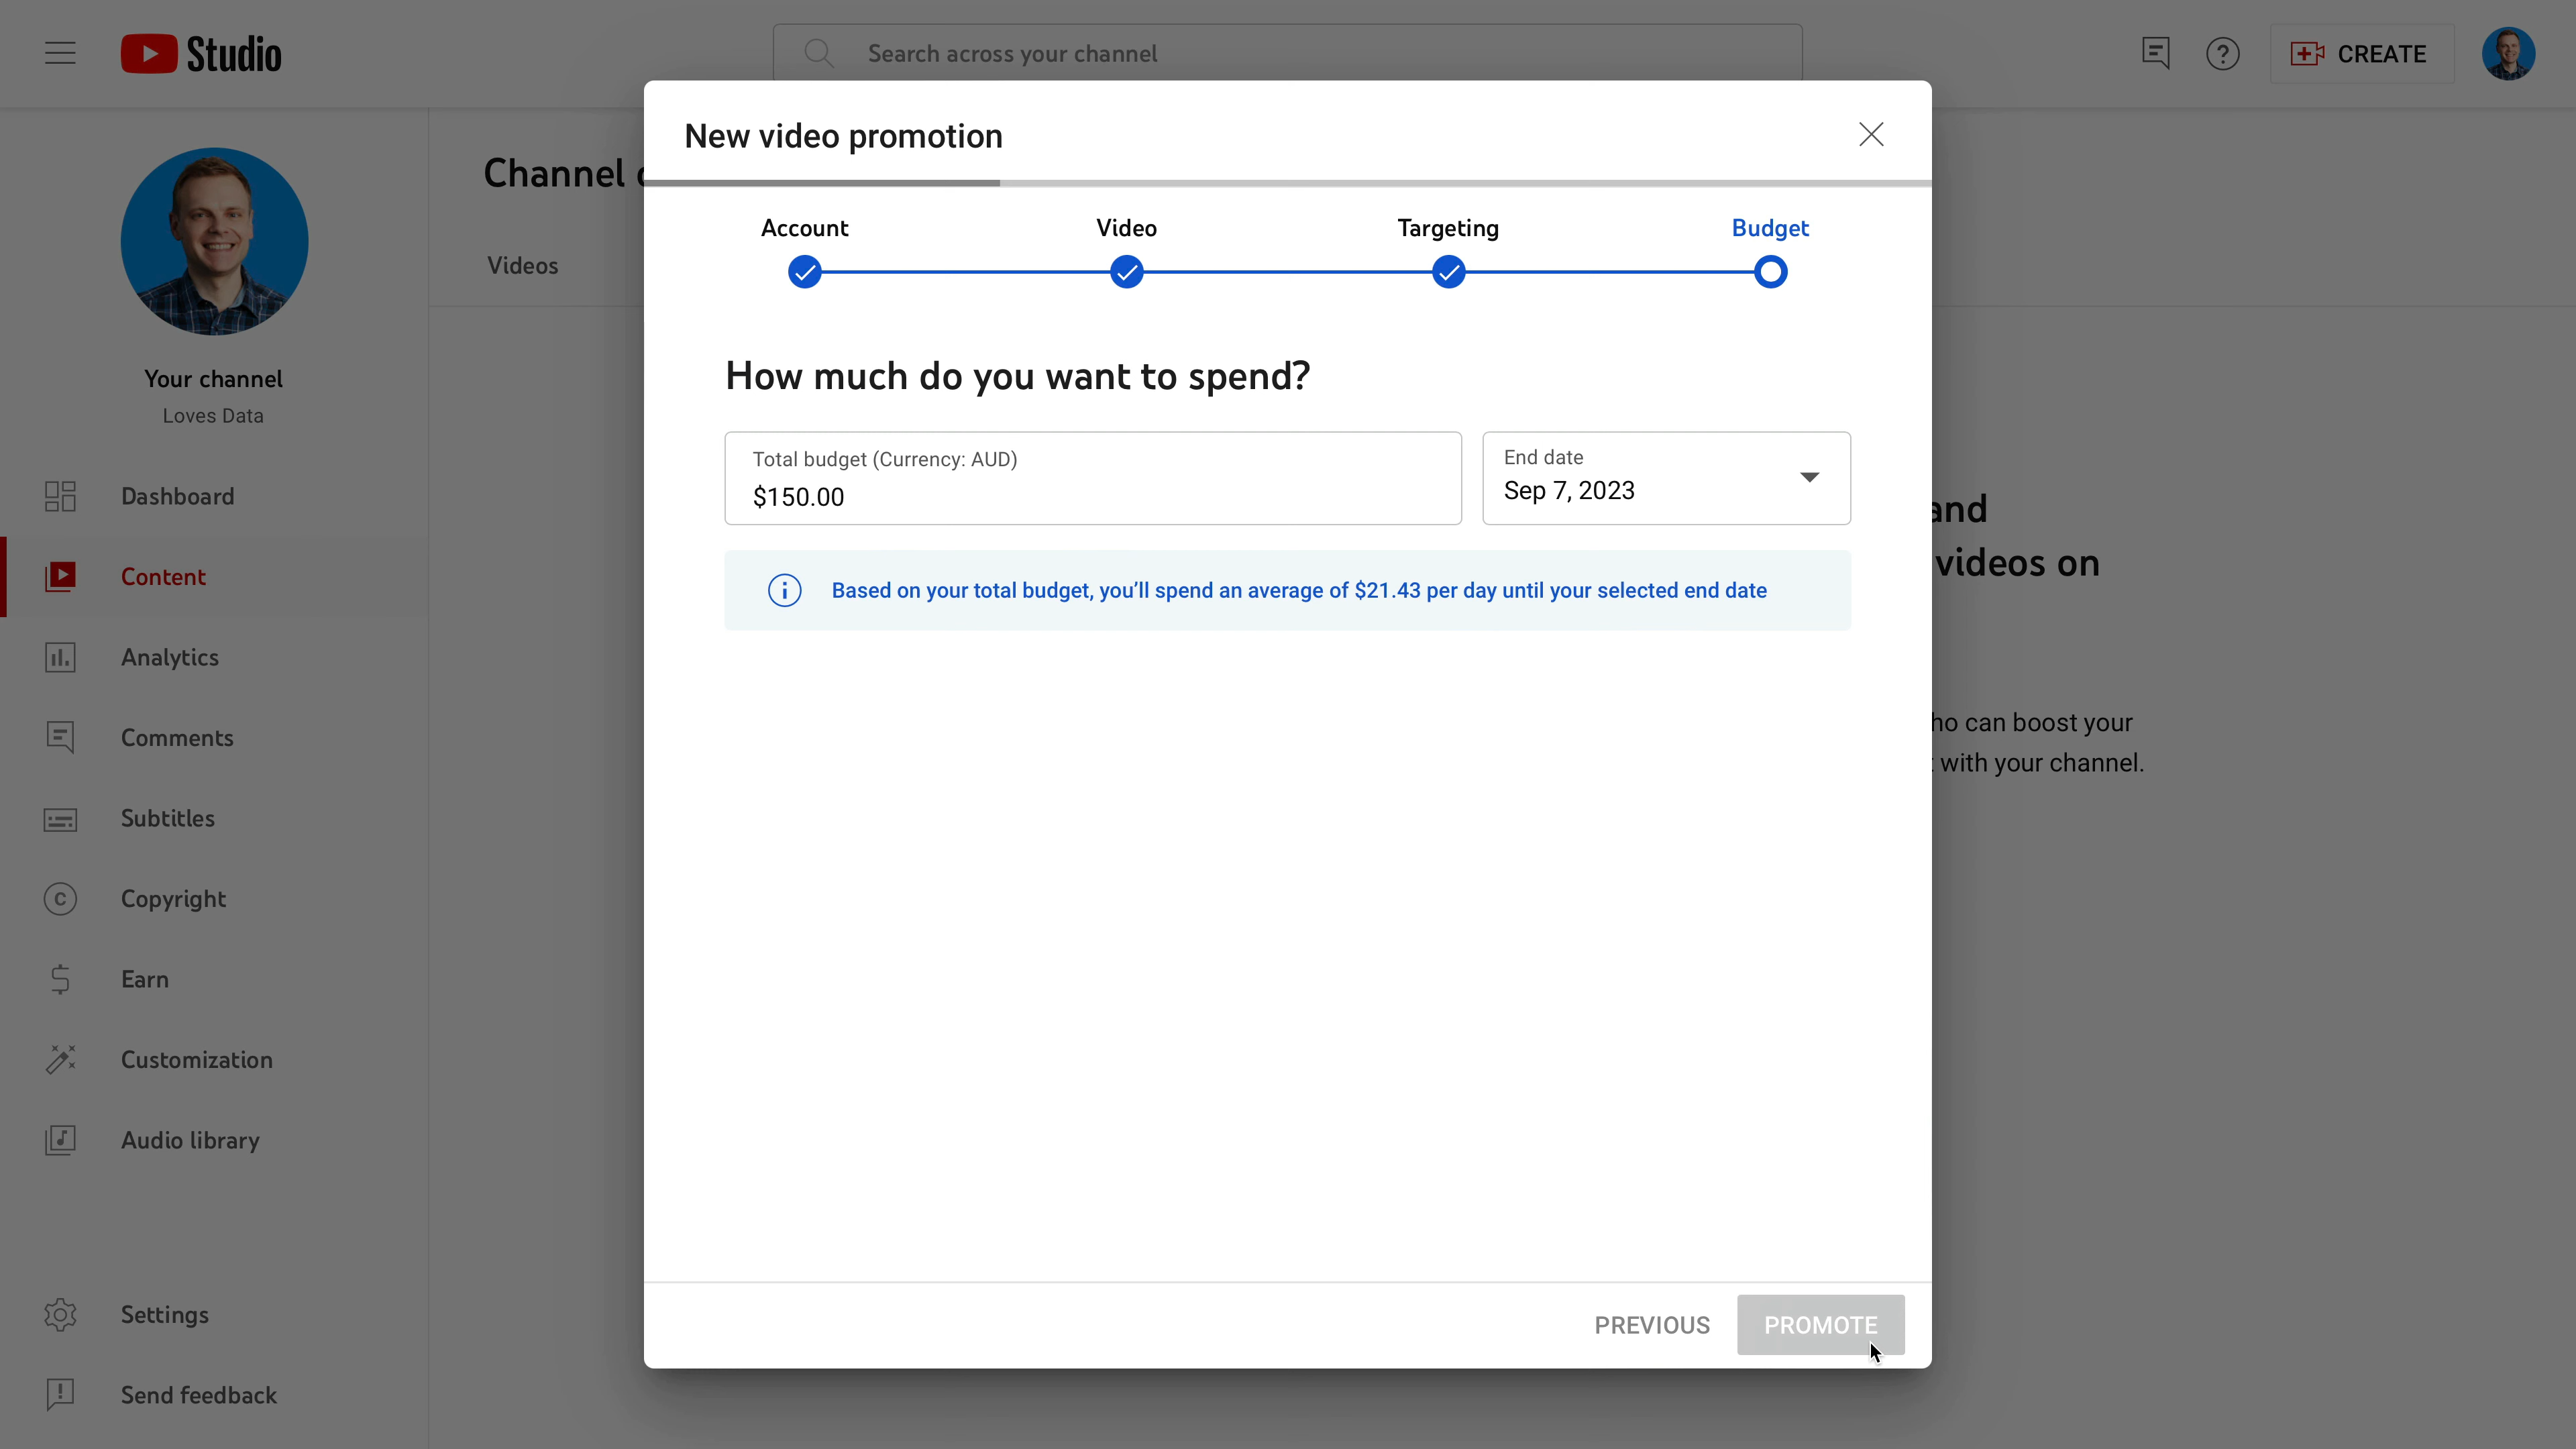 Studio
Search across your channel
CREATE
New video promotion
Channel
Videos
Account
Video
Targeting
Budget
Your channel
Loves Data
Dashboard
Content
Analytics
Comments
Subtitles
Copyright
Earn
Customization
Audio library
Settings
Send feedback
How much do you want to spend?
Total budget (Currency: AUD)
$150.00
End date
Sep 7, 2023
Based on your total budget, you'll spend an average of $21.43 per day until your selected end date
and
videos on
can boost your
with your channel.
PREVIOUS
PROMOTE